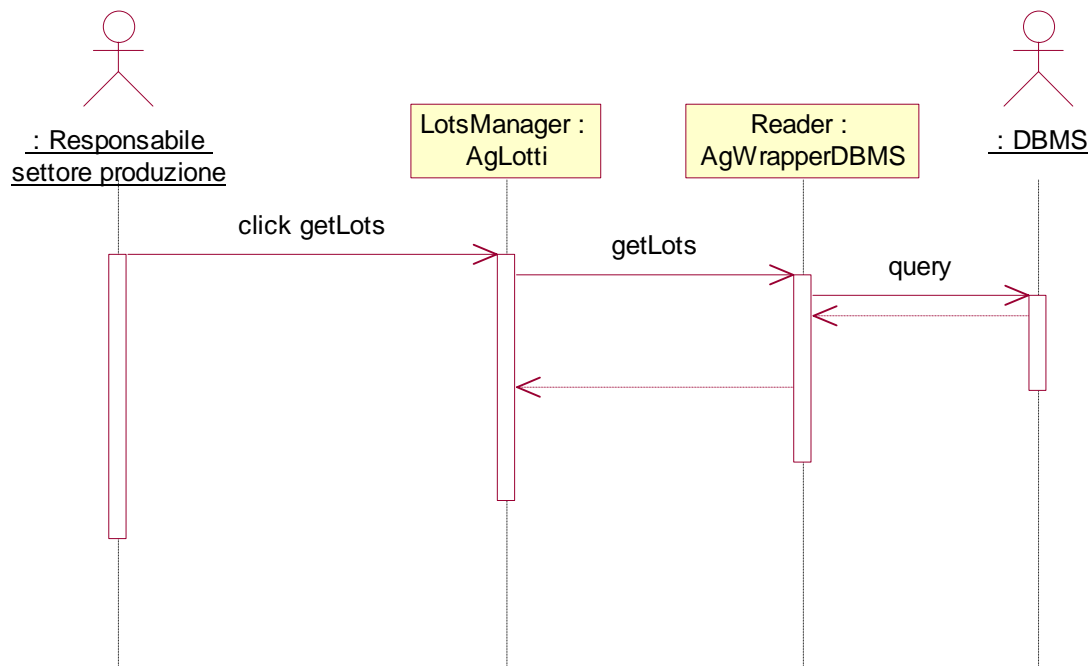 : Responsabile
settore produzione
LotsManager :
AgLotti
Reader :
AgWrapperDBMS
: DBMS
click getLots
getLots
query